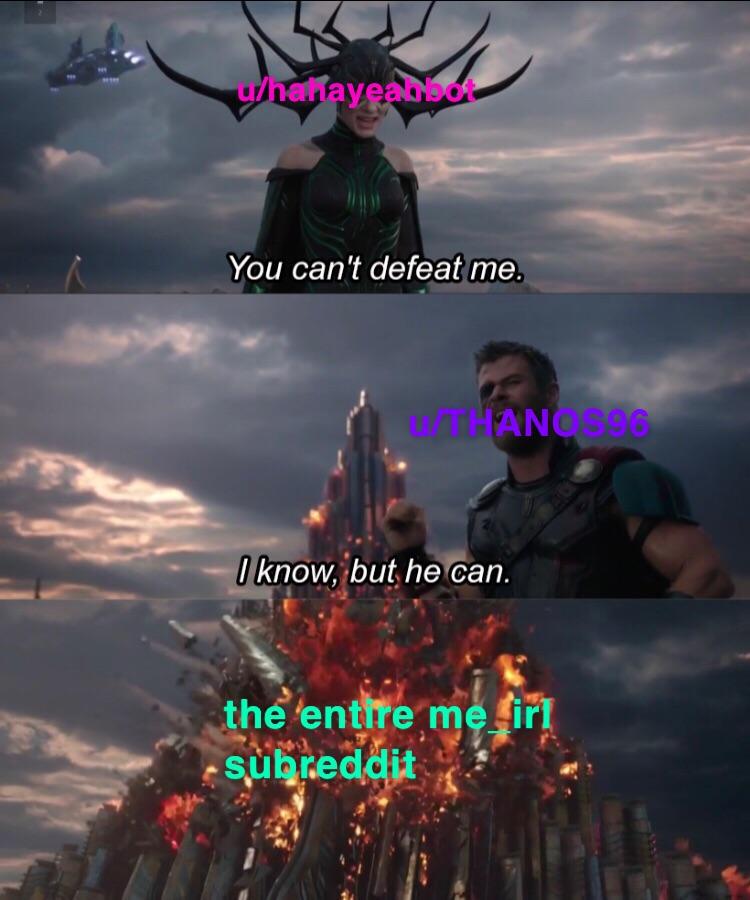 u/hahayeahbot
You can't defeat me.
u/THANOS96
I know, but he can.
the entire me_irl
subreddit